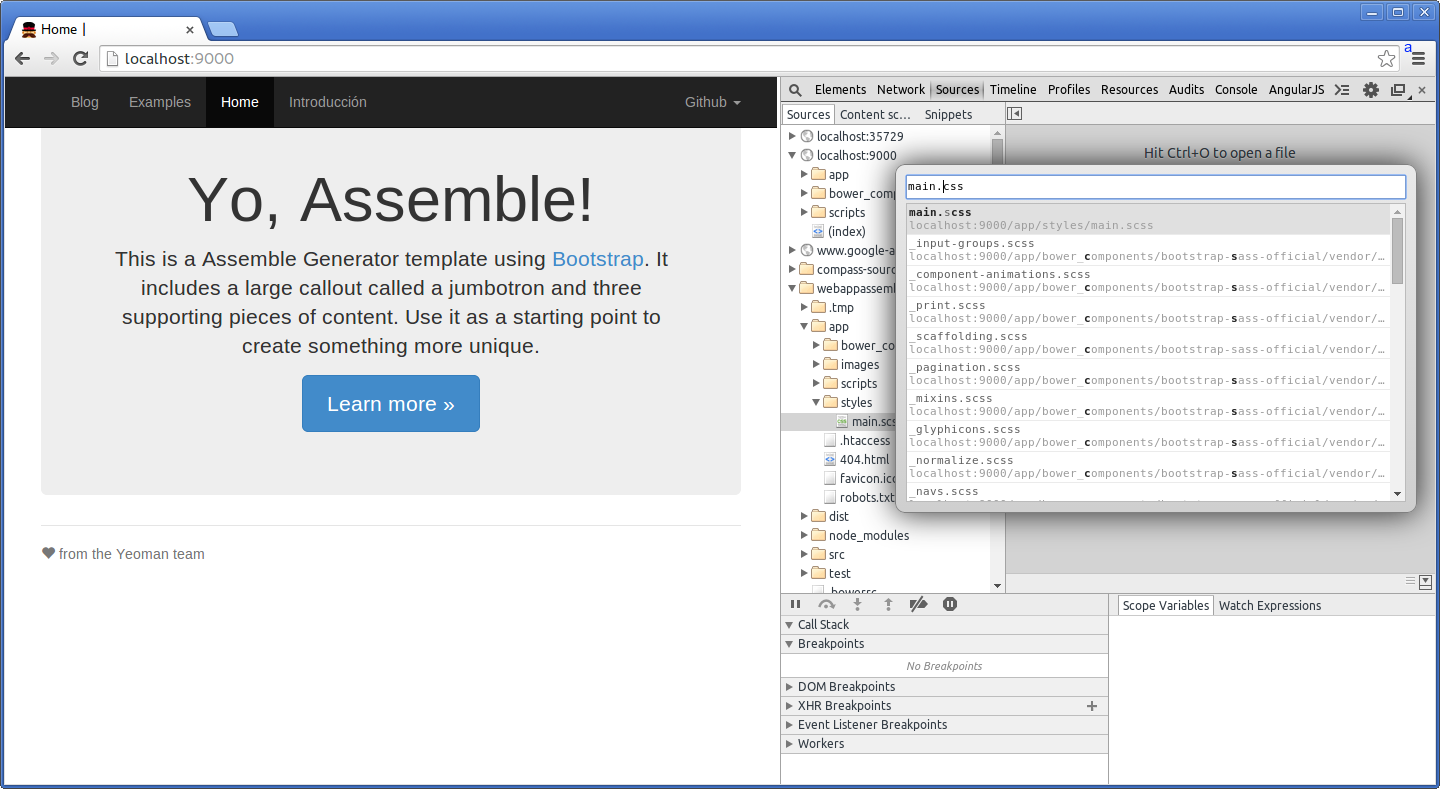 Home |
a
localhost:9000
Blog Examples Home Introducción Github
Yo, Assemble!
This is a Assemble Generator template using Bootstrap. It
includes a large callout called a jumbotron and three
supporting pieces of content. Use it as a starting point to
create something more unique.
Learn more »
from the Yeoman team
Elements Network Sources Timeline Profiles Resources Audits Console AngularJS
Sources Content sc… Snippets
localhost:35729
localhost:9000
app
bower_comp
scripts
(index)
www.google-a
compass-sourc
webappassembl
.tmp
app
bower_co
images
scripts
styles
main.scs
.htaccess
404.html
favicon.ico
robots.txt
dist
node_modules
src
test
.bowerrc
Hit Ctrl+O to open a file
main.css
main.scss
localhost:9000/app/styles/main.scss
_input-groups.scss
localhost:9000/app/bower_components/bootstrap-sass-official/vendor/…
_component-animations.scss
localhost:9000/app/bower_components/bootstrap-sass-official/vendor/…
_print.scss
localhost:9000/app/bower_components/bootstrap-sass-official/vendor/…
_scaffolding.scss
localhost:9000/app/bower_components/bootstrap-sass-official/vendor/…
_pagination.scss
localhost:9000/app/bower_components/bootstrap-sass-official/vendor/…
_mixins.scss
localhost:9000/app/bower_components/bootstrap-sass-official/vendor/…
_glyphicons.scss
localhost:9000/app/bower_components/bootstrap-sass-official/vendor/…
_normalize.scss
localhost:9000/app/bower_components/bootstrap-sass-official/vendor/…
_navs.scss
Call Stack
Breakpoints
No Breakpoints
DOM Breakpoints
XHR Breakpoints
Event Listener Breakpoints
Workers
Scope Variables Watch Expressions